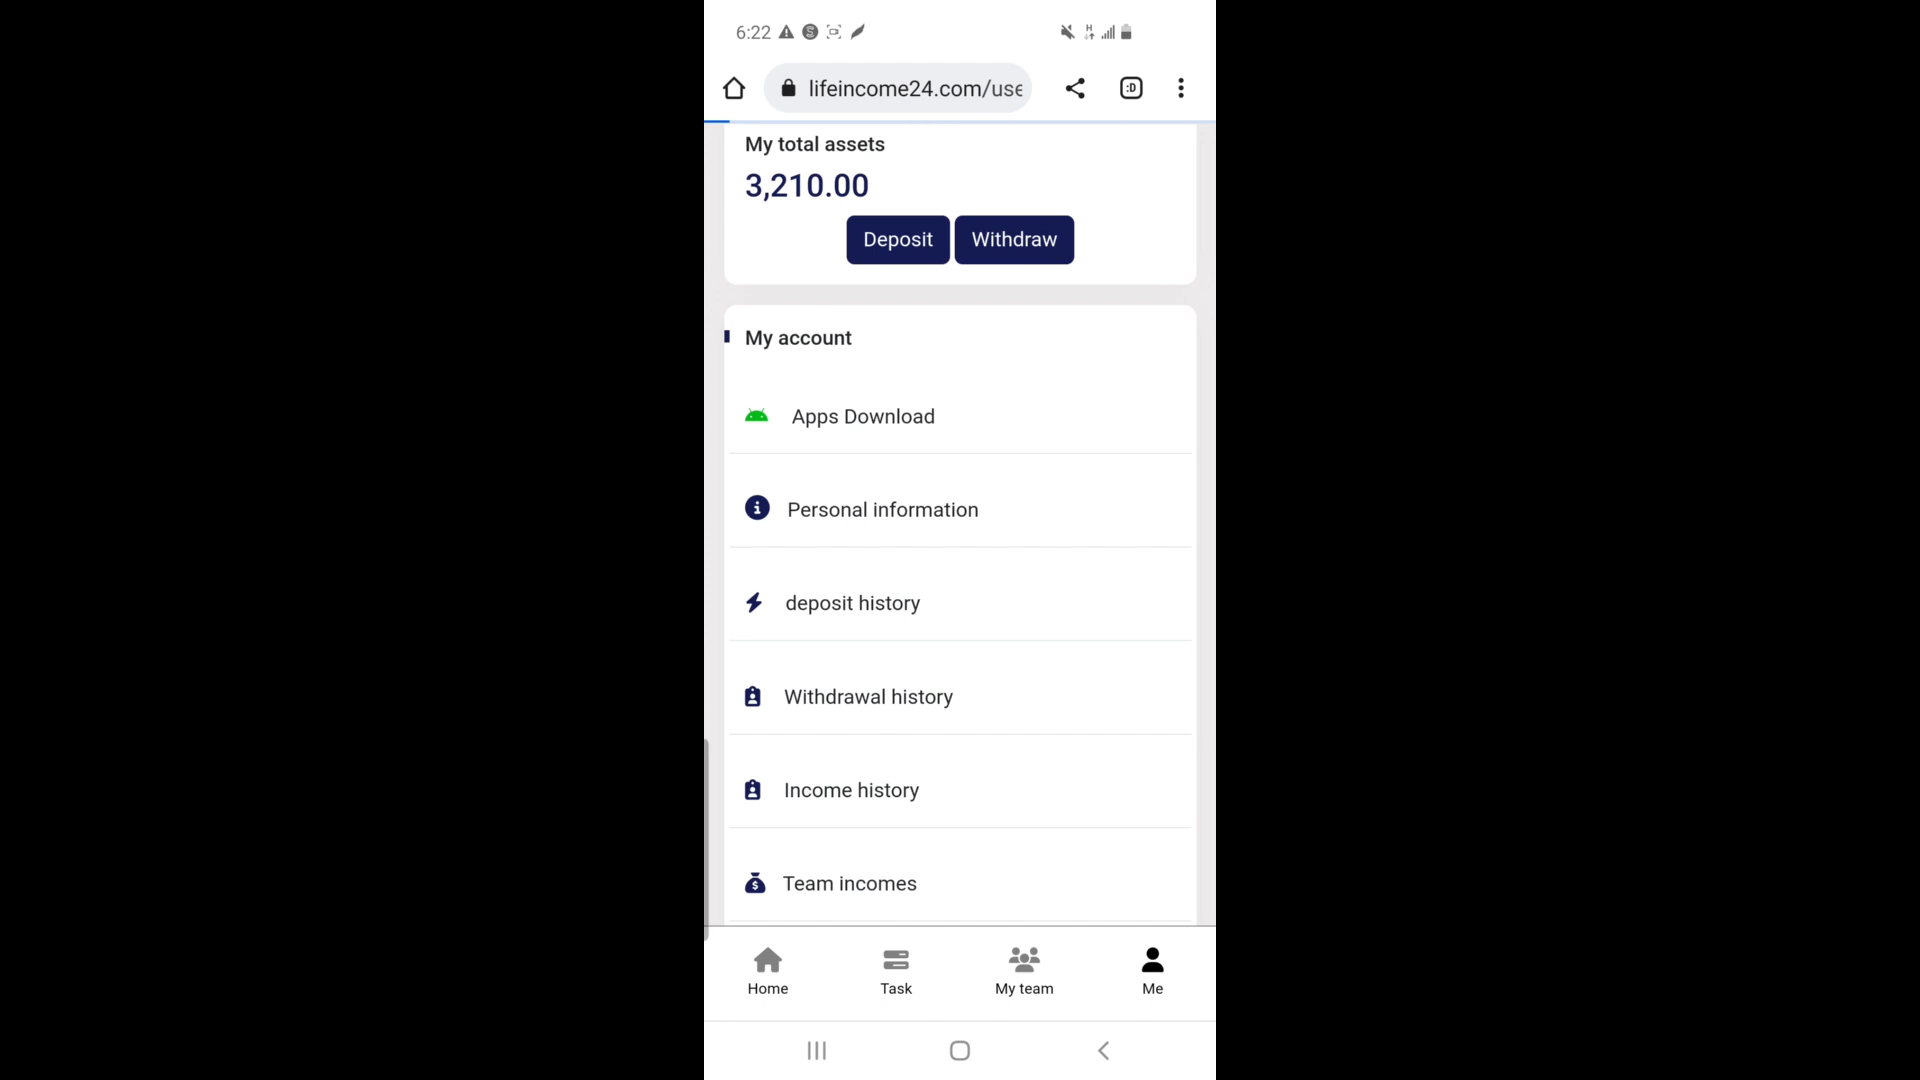 6:22
lifeincome24.com/use
:D
My total assets
3,210.00
Deposit Withdraw
My account
Apps Download
Personal information
deposit history
Withdrawal history
Income history
Team incomes
Home Task My team Me